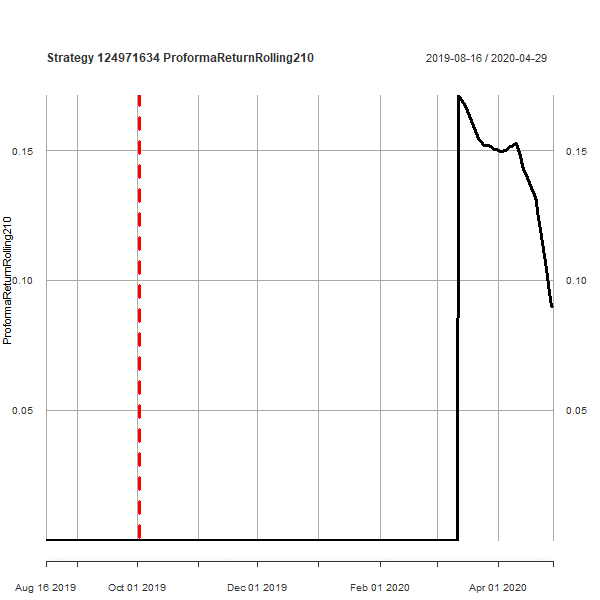 Strategy 124971634 ProformaReturnRolling210
2019-08-16 / 2020-04-29
ProformaReturnRolling210
0.15
0.15
0.10
0.10
0.05
0.05
Aug 16 2019
Oct 01 2019
Dec 01 2019
Feb 01 2020
Apr 01 2020